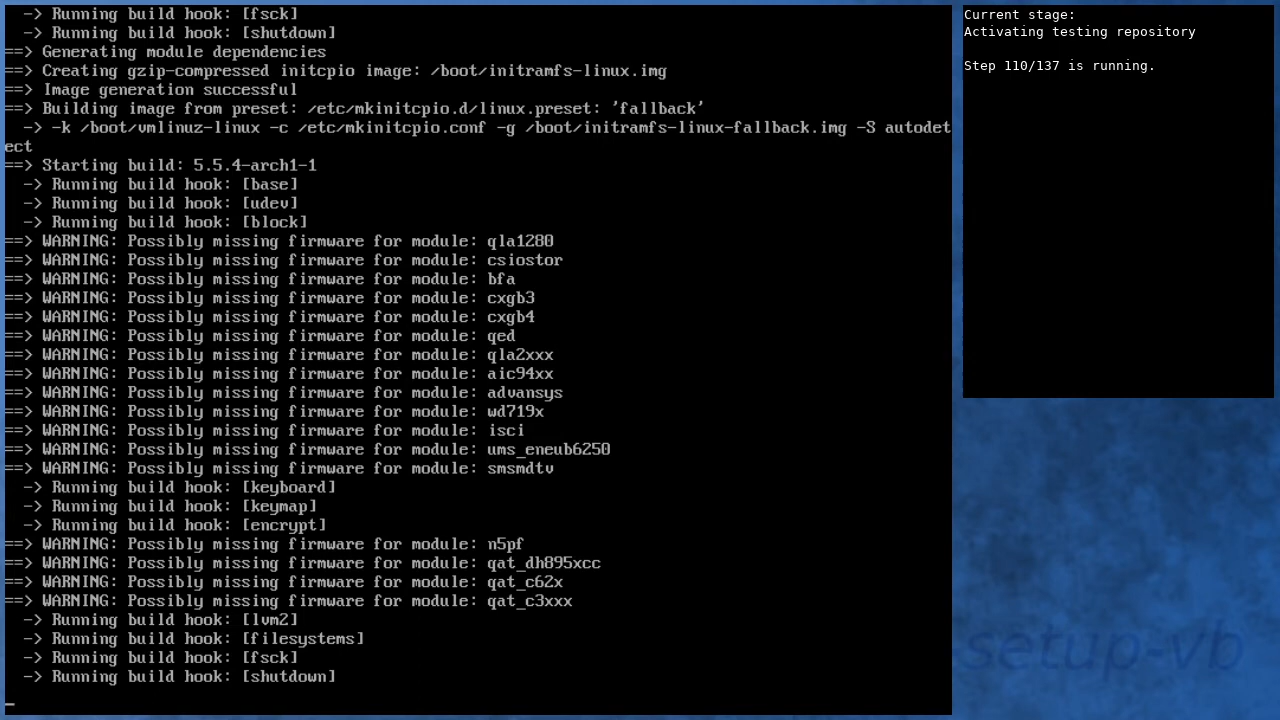 -> Running build hook: [fsck]
  -> Running build hook: [shutdown]
==> Generating module dependencies
==> Creating gzip-compressed initcpio image: /boot/initramfs-linux.img
==> Image generation successful
==> Building image from preset: /etc/mkinitcpio.d/linux.preset: 'fallback'
  -> -k /boot/vmlinuz-linux -c /etc/mkinitcpio.conf -g /boot/initramfs-linux-fallback.img -S autodet
ect
==> Starting build: 5.5.4-arch1-1
  -> Running build hook: [base]
  -> Running build hook: [udev]
  -> Running build hook: [block]
==> WARNING: Possibly missing firmware for module: qla1280
==> WARNING: Possibly missing firmware for module: csiostor
==> WARNING: Possibly missing firmware for module: bfa
==> WARNING: Possibly missing firmware for module: cxgb3
==> WARNING: Possibly missing firmware for module: cxgb4
==> WARNING: Possibly missing firmware for module: qed
==> WARNING: Possibly missing firmware for module: qla2xxx
==> WARNING: Possibly missing firmware for module: aic94xx
==> WARNING: Possibly missing firmware for module: advansys
==> WARNING: Possibly missing firmware for module: wd719x
==> WARNING: Possibly missing firmware for module: isci
==> WARNING: Possibly missing firmware for module: ums_eneub6250
==> WARNING: Possibly missing firmware for module: smsmdtv
  -> Running build hook: [keyboard]
  -> Running build hook: [keymap]
  -> Running build hook: [encrypt]
==> WARNING: Possibly missing firmware for module: n5pf
==> WARNING: Possibly missing firmware for module: qat_dh895xcc
==> WARNING: Possibly missing firmware for module: qat_c62x
==> WARNING: Possibly missing firmware for module: qat_c3xxx
  -> Running build hook: [lvm2]
  -> Running build hook: [filesystems]
  -> Running build hook: [fsck]
  -> Running build hook: [shutdown]
_
Current stage:
Activating testing repository
Step 110/137 is running.
setup-vb